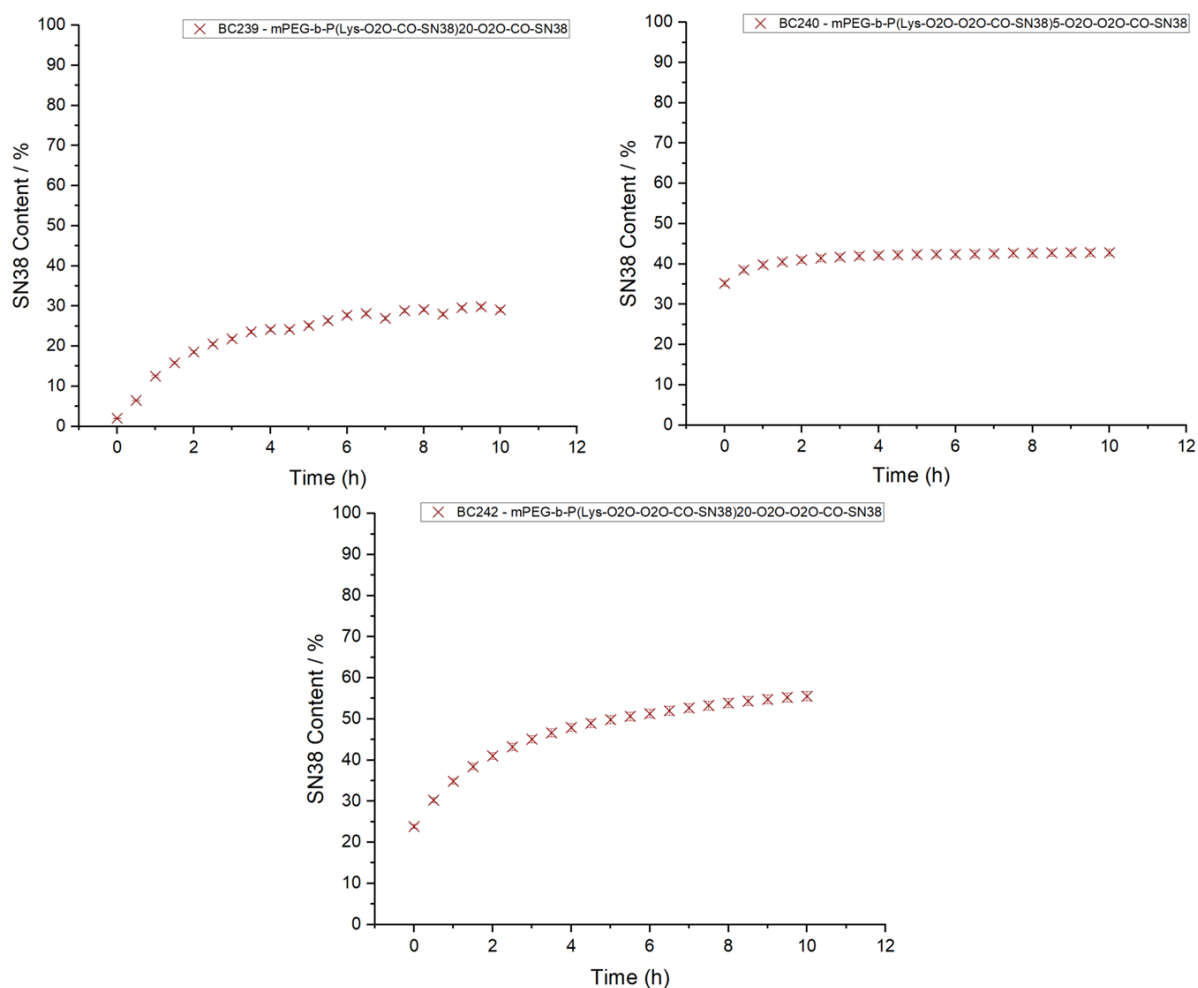 BC239 - mPEG-b-P(Lys-O2O-CO-SN38)20-O2O-CO-SN38
100
90
80
70
60
50
40
30
20
10
0
SN38 Content / %
0 2 4 6 8 10 12
Time (h)
BC240 - mPEG-b-P(Lys-O2O-O2O-CO-SN38)5-O2O-O2O-CO-SN38
100
90
80
70
60
50
40
30
20
10
0
SN38 Content / %
0 2 4 6 8 10 12
Time (h)
BC242 - mPEG-b-P(Lys-O2O-O2O-CO-SN38)20-O2O-O2O-CO-SN38
100
90
80
70
60
50
40
30
20
10
0
SN38 Content / %
0 2 4 6 8 10 12
Time (h)